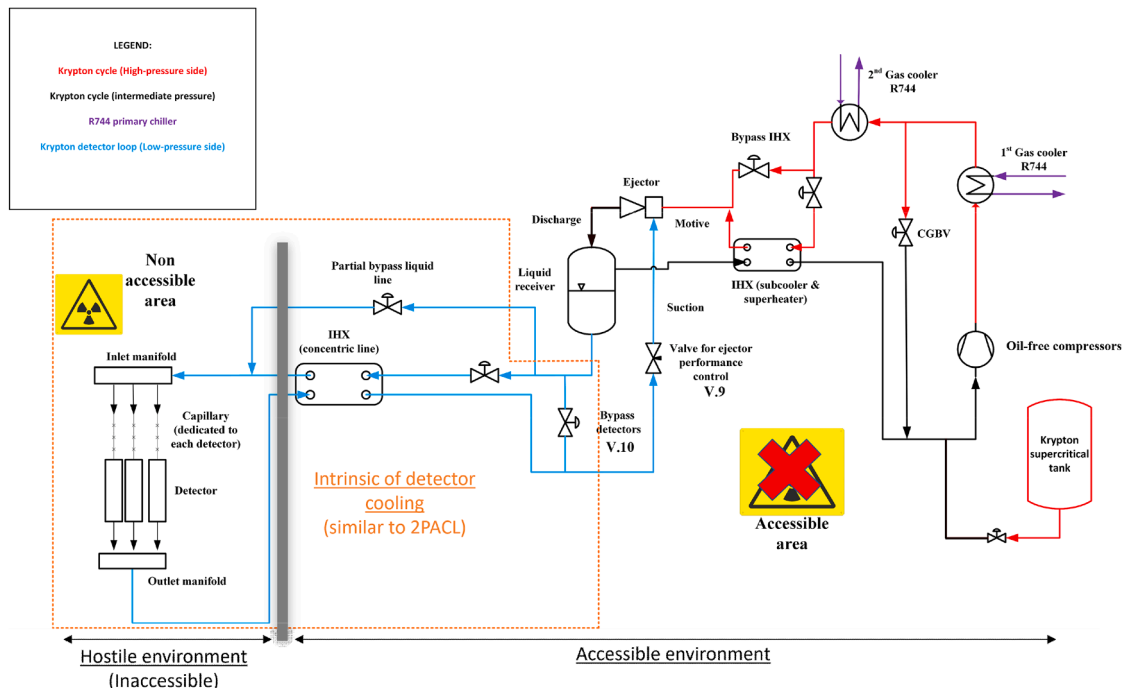 LEGEND:
Krypton cycle (High-pressure side)
Krypton cycle (intermediate pressure)
R744 primary chiller
Krypton detector loop (Low-pressure side)
2nd Gas cooler
R744
Bypass IHX
1st Gas cooler
R744
Ejector
Discharge
Motive
CGBV
Non
accessible
area
Partial bypass liquid
line
Liquid
receiver
IHX (subcooler &
superheater)
Suction
IHX
(concentric line)
Oil-free compressors
Inlet manifold
Valve for ejector
performance
control
V.9
Capillary
(dedicated to
each detector)
Bypass
detectors
V.10
Krypton
supercritical
tank
Detector
Intrinsic of detector
cooling
(similar to 2PACL)
Accessible
area
Outlet manifold
Hostile environment
(Inaccessible)
Accessible environment